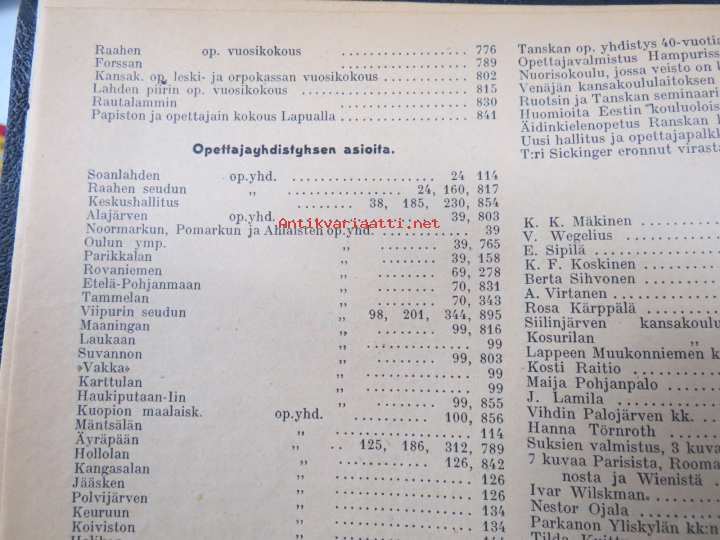 Raahen op. vuosikokous 776
Forssan 789
Kansak. op. leski- ja orpokassan vuosikokous 802
Lahden piirin op. vuosikokous 815
Rautalammin 830
Papiston ja opettajain kokous Lapualla 841
Opettajayhdistyksen asioita.
Soanlahden op.yhd. 24 114
Raahen seudun „ 24, 160, 817
Keskushallitus 38, 185, 230, 854
Alajärven op.yhd. 39, 803
Noormarkun, Pomarkun ja Ahlaisten op.yhd. 39
Oulun ymp. „ 39, 765
Parikkalan „ 39, 158
Rovaniemen „ 69, 278
Etelä-Pohjanmaan „ 70, 831
Tammelan „ 70, 343
Viipurin seudun „ 98, 201, 344, 895
Maaningan „ 99, 816
Laukaan „ 99
Suvannon „ 99, 803
»Vakka» „ 99
Karttulan „ 99
Haukiputaan-Iin „ 99, 855
Kuopion maalaisk. op.yhd. 100, 856
Mäntsälän „ 114
Äyräpään „ 125, 186, 312, 789
Hollolan „ 126, 842
Kangasalan „ 126
Jääsken „ 126
Polvijärven „ 134
Keuruun „ 134
Koiviston
Antikvariaatti.net
Tanskan op. yhdistys 40-vuotia
Opettajavalmistus Hampuriss
Nuorisokoulu, jossa veisto on
Venäjän kansakoululaitoksen
Ruotsin ja Tanskan seminaari
Huomioita Eestin kouluolois
Äidinkielenopetus Ranskan
Uusi hallitus ja opettajapalk
T:ri Sickinger eronnut virast
K. K. Mäkinen
V. Wegelius
E. Sipilä
K. F. Koskinen
Berta Sihvonen
A. Virtanen
Rosa Kärppälä
Siilinjärven kansakoulu
Kosurilan „
Lappeen Muukonniemen k
Kosti Raitio
Maija Pohjanpalo
J. Lamila
Vihdin Palojärven kk.
Hanna Törnroth
Suksien valmistus, 3 kuva
7 kuvaa Parisista, Rooma
nosta ja Wienistä
Ivar Wilskman
Nestor Ojala
Parkanon Yliskylän kk:n